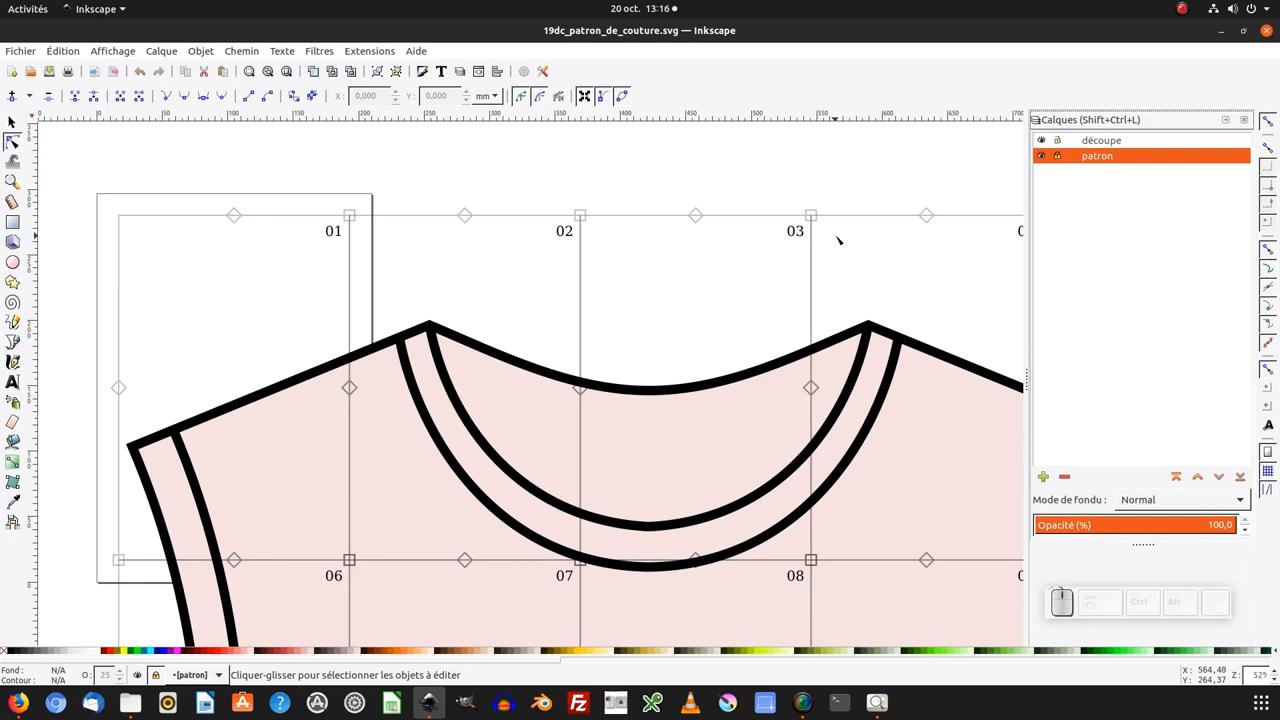 Activités
Inkscape
20 oct. 13:16
19dc_patron_de_couture.svg — Inkscape
Fichier Édition Affichage Calque Objet Chemin Texte Filtres Extensions Aide
X : 0,000 Y : 0,000 mm
Calques (Shift+Ctrl+L)
découpe
patron
01 02 03
06 07 08
Mode de fondu : Normal
Opacité (%) 100,0
Ctrl Alt
Fond : N/A
Contour : N/A
O : 25
[patron]
Cliquer-glisser pour sélectionner les objets à éditer
X : 564,40
Y : 264,37
Z : 52%